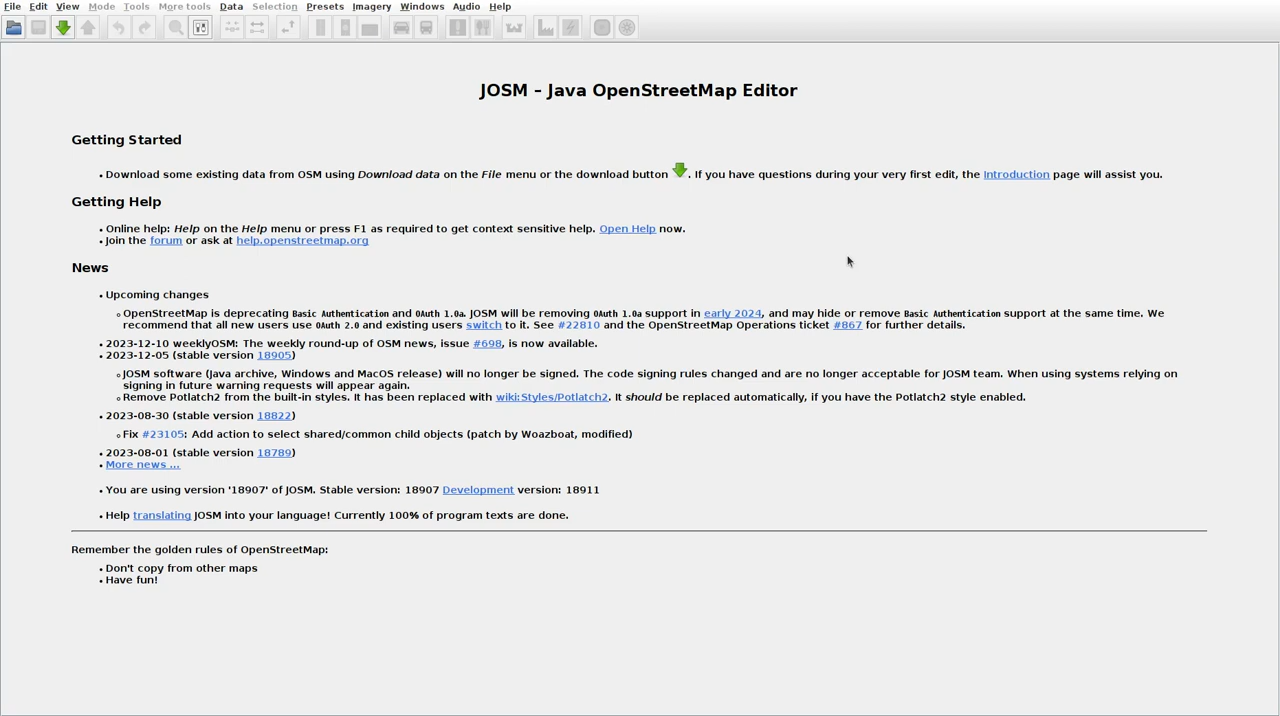 File Edit View Mode Tools More tools Data Selection Presets Imagery Windows Audio Help
JOSM – Java OpenStreetMap Editor
Getting Started
Download some existing data from OSM using Download data on the File menu or the download button . If you have questions during your very first edit, the Introduction page will assist you.
Getting Help
Online help: Help on the Help menu or press F1 as required to get context sensitive help. Open Help now.
Join the forum or ask at help.openstreetmap.org
News
Upcoming changes
OpenStreetMap is deprecating Basic Authentication and OAuth 1.0a. JOSM will be removing OAuth 1.0a support in early 2024, and may hide or remove Basic Authentication support at the same time. We
recommend that all new users use OAuth 2.0 and existing users switch to it. See #22810 and the OpenStreetMap Operations ticket #867 for further details.
2023-12-10 weeklyOSM: The weekly round-up of OSM news, issue #698, is now available.
2023-12-05 (stable version 18905)
JOSM software (Java archive, Windows and MacOS release) will no longer be signed. The code signing rules changed and are no longer acceptable for JOSM team. When using systems relying on
signing in future warning requests will appear again.
Remove Potlatch2 from the built-in styles. It has been replaced with wiki:Styles/Potlatch2. It should be replaced automatically, if you have the Potlatch2 style enabled.
2023-08-30 (stable version 18822)
Fix #23105: Add action to select shared/common child objects (patch by Woazboat, modified)
2023-08-01 (stable version 18789)
More news ...
You are using version '18907' of JOSM. Stable version: 18907 Development version: 18911
Help translating JOSM into your language! Currently 100% of program texts are done.
Remember the golden rules of OpenStreetMap:
Don't copy from other maps
Have fun!